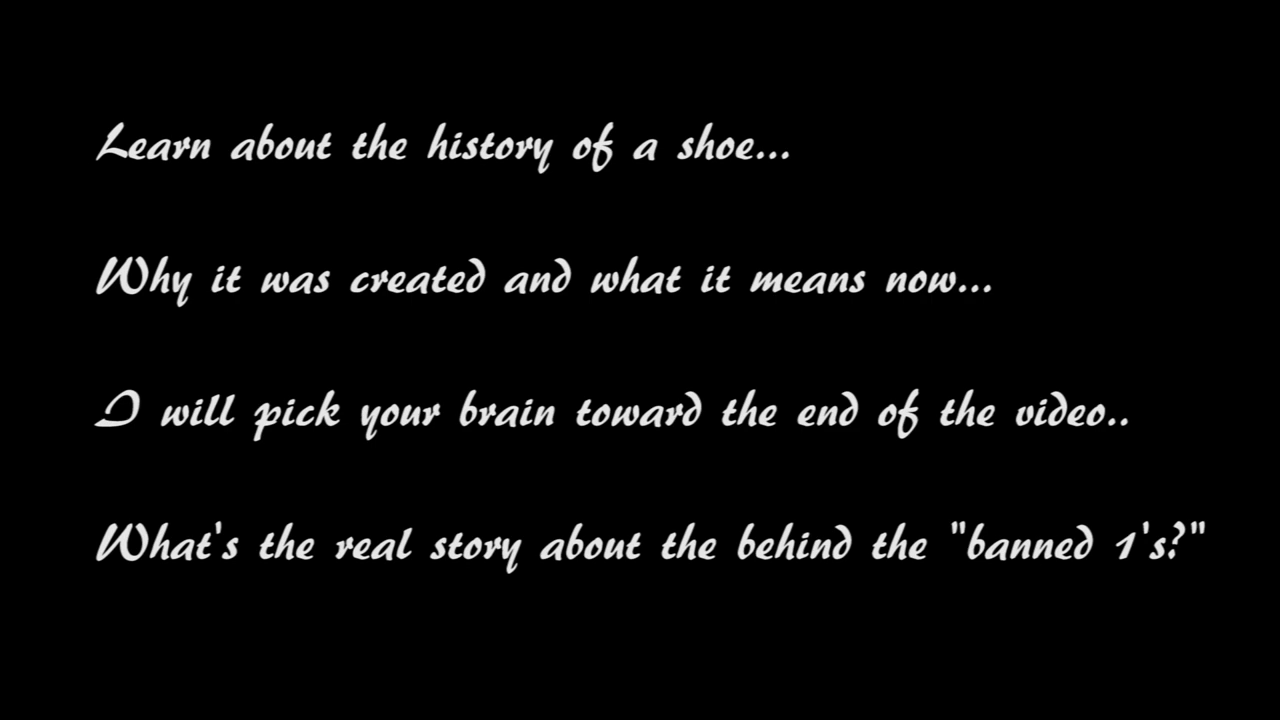 Learn about the history of a shoe...
Why it was created and what it means now...
I will pick your brain toward the end of the video..
What's the real story about the behind the "banned 1's?"